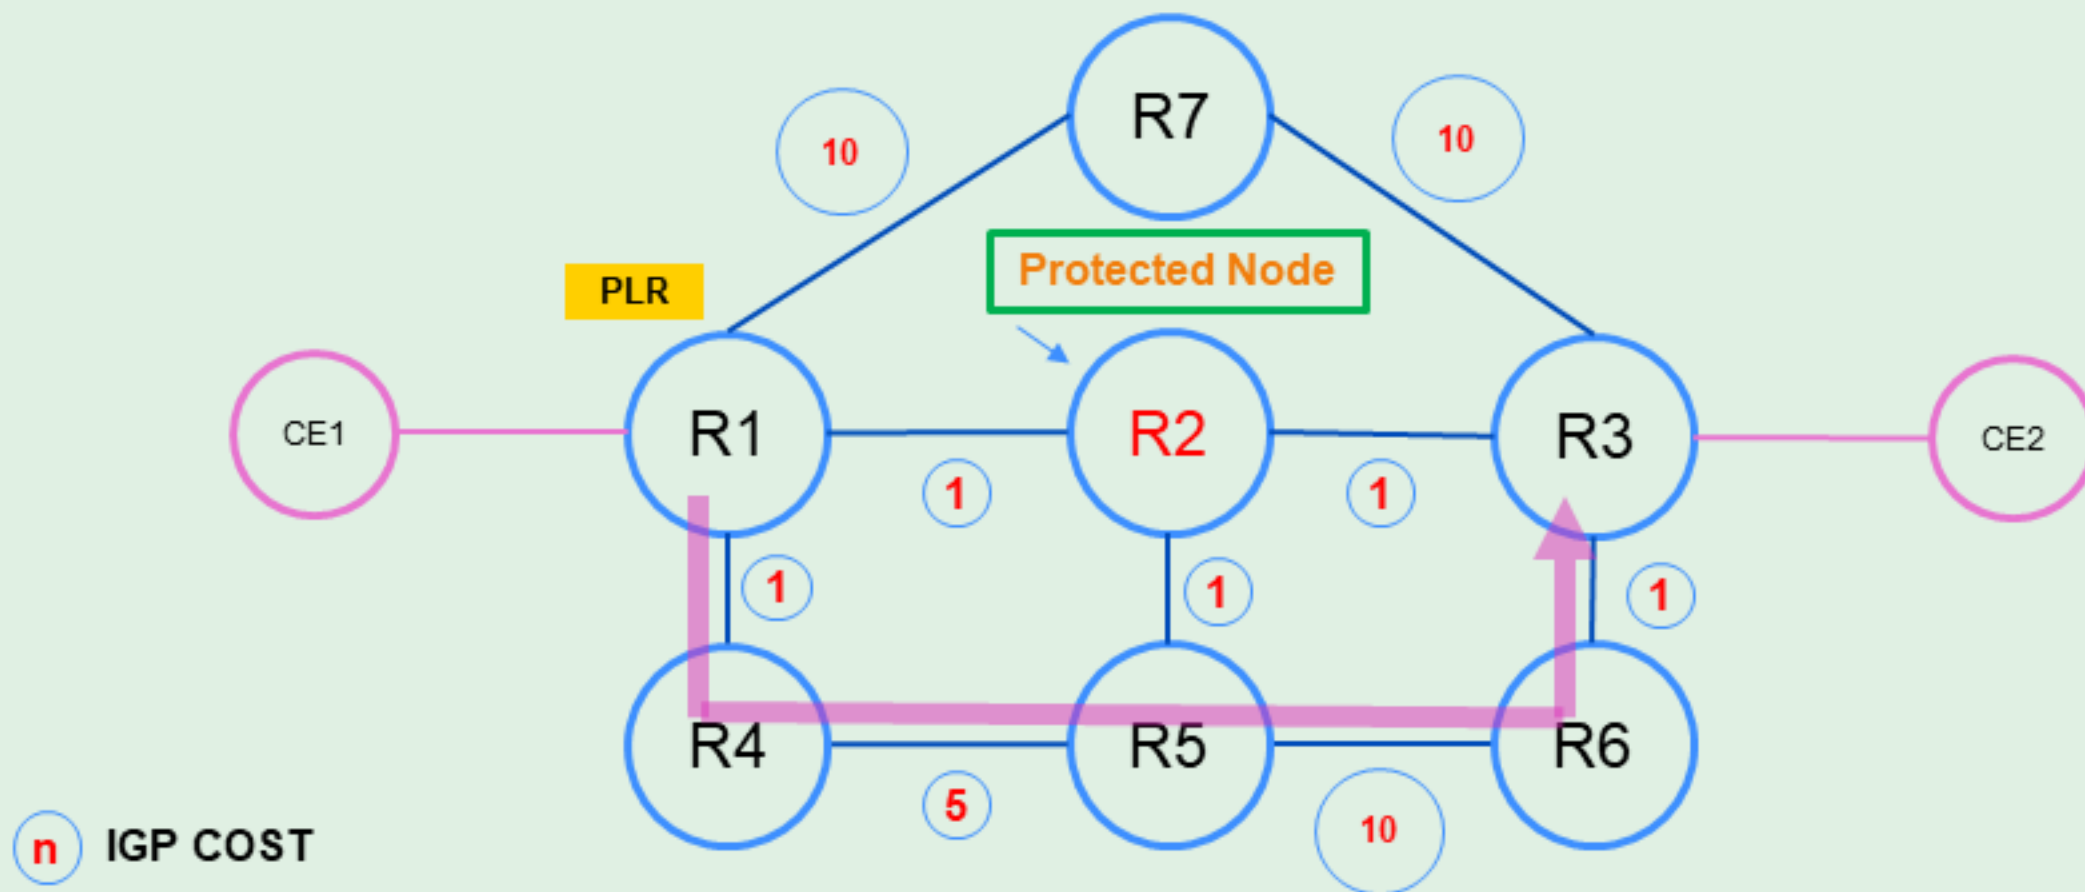 R7
10
10
Protected Node
PLR
CE1
R1
R2
R3
CE2
1
1
1
1
1
R4
R5
R6
5
10
n IGP COST